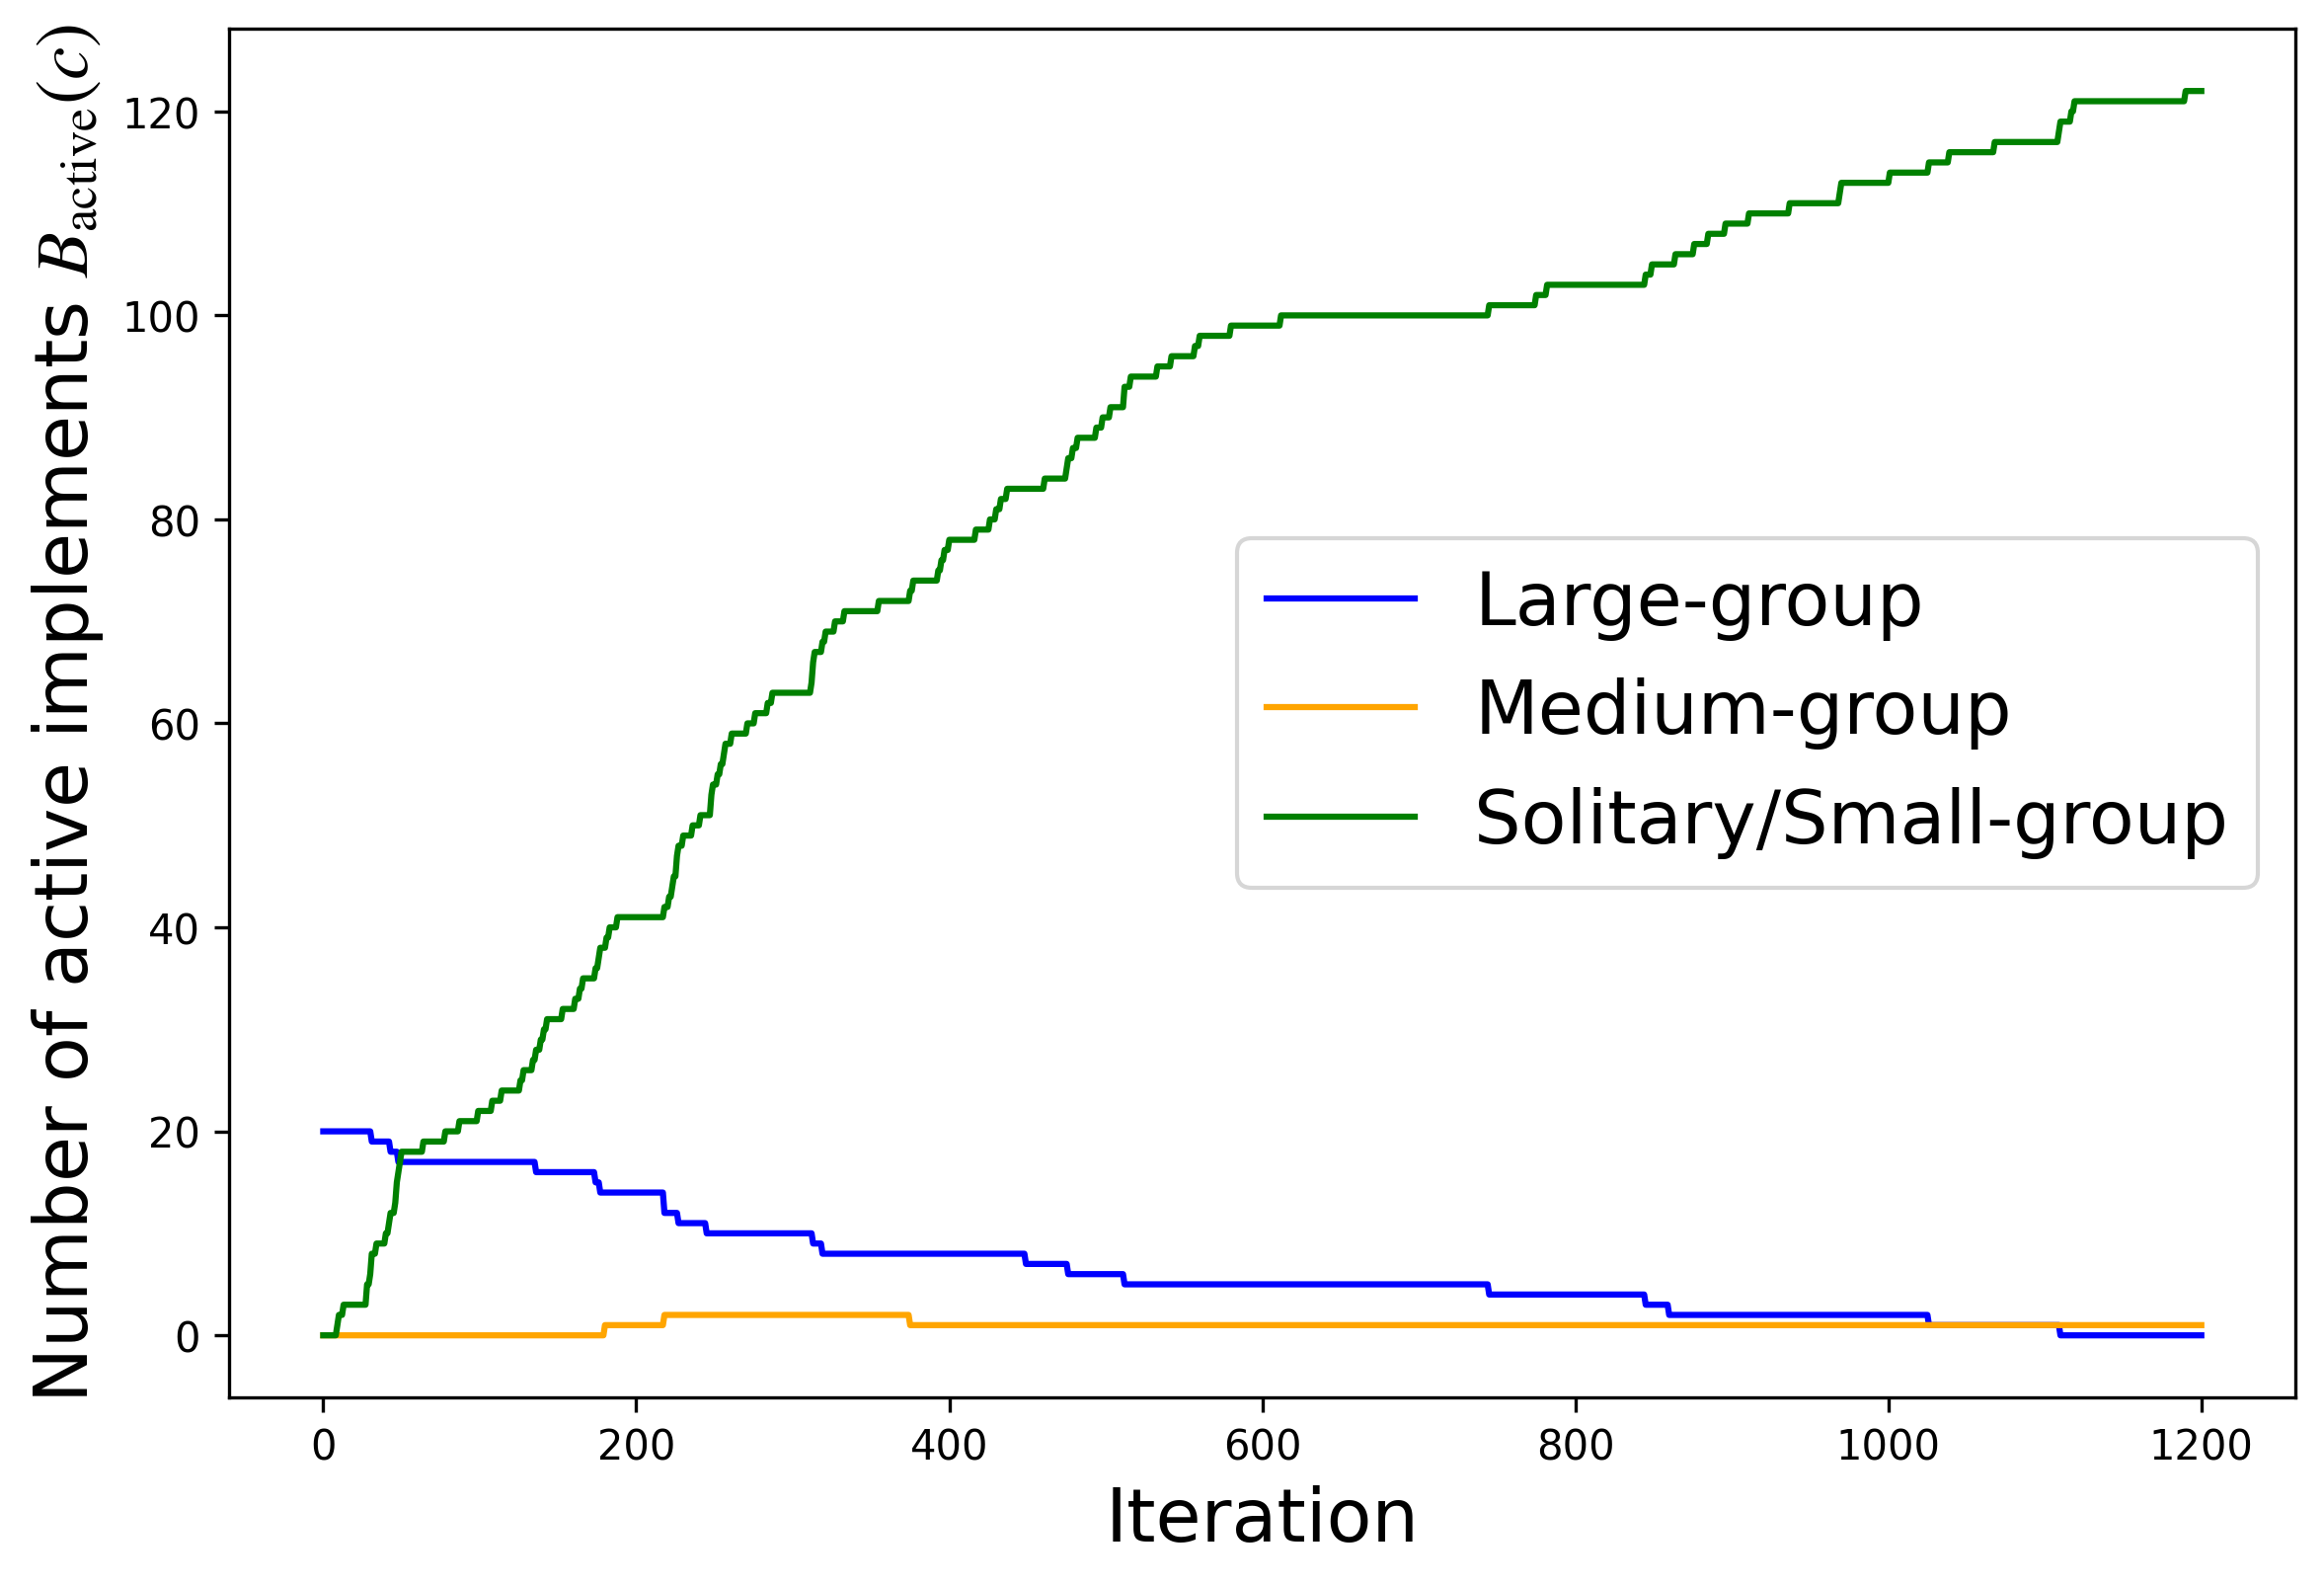 Number of active implements B_active(c)
120
100
80
60
40
20
0
Large-group
Medium-group
Solitary/Small-group
0 200 400 600 800 1000 1200
Iteration